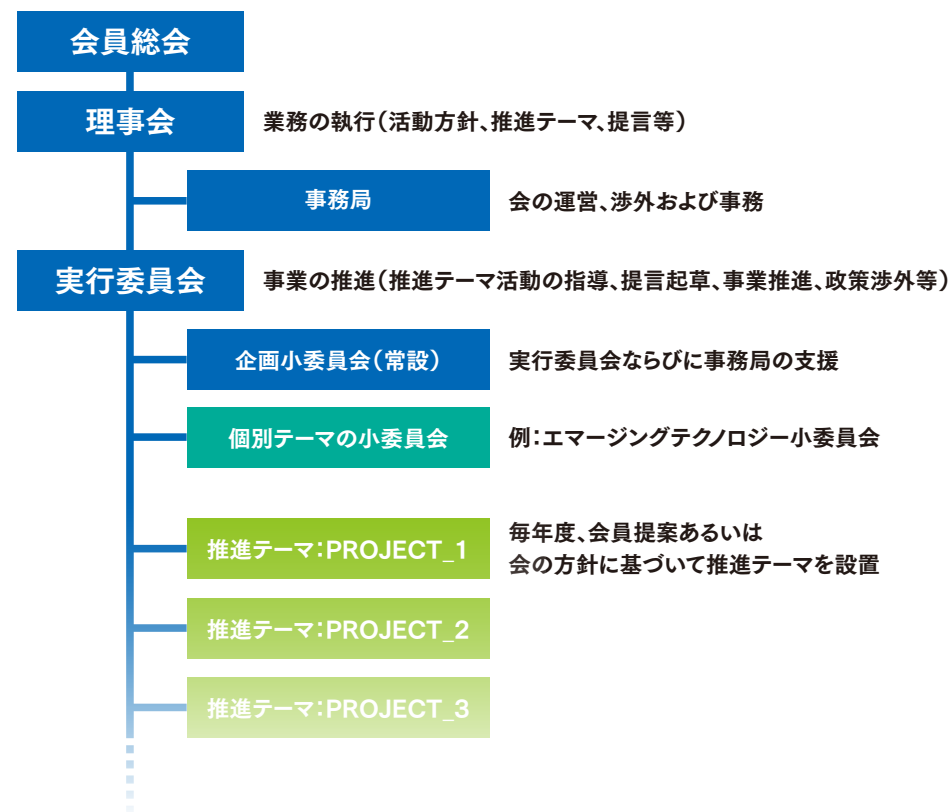 会員総会
理事会
業務の執行（活動方針、推進テーマ、提言等）
事務局
会の運営、渉外および事務
実行委員会
事業の推進（推進テーマ活動の指導、提言起草、事業推進、政策渉外等）
企画小委員会（常設）
実行委員会ならびに事務局の支援
個別テーマの小委員会
例：エマージングテクノロジー小委員会
推進テーマ：PROJECT_1
毎年度、会員提案あるいは
会の方針に基づいて推進テーマを設置
推進テーマ：PROJECT_2
推進テーマ：PROJECT_3